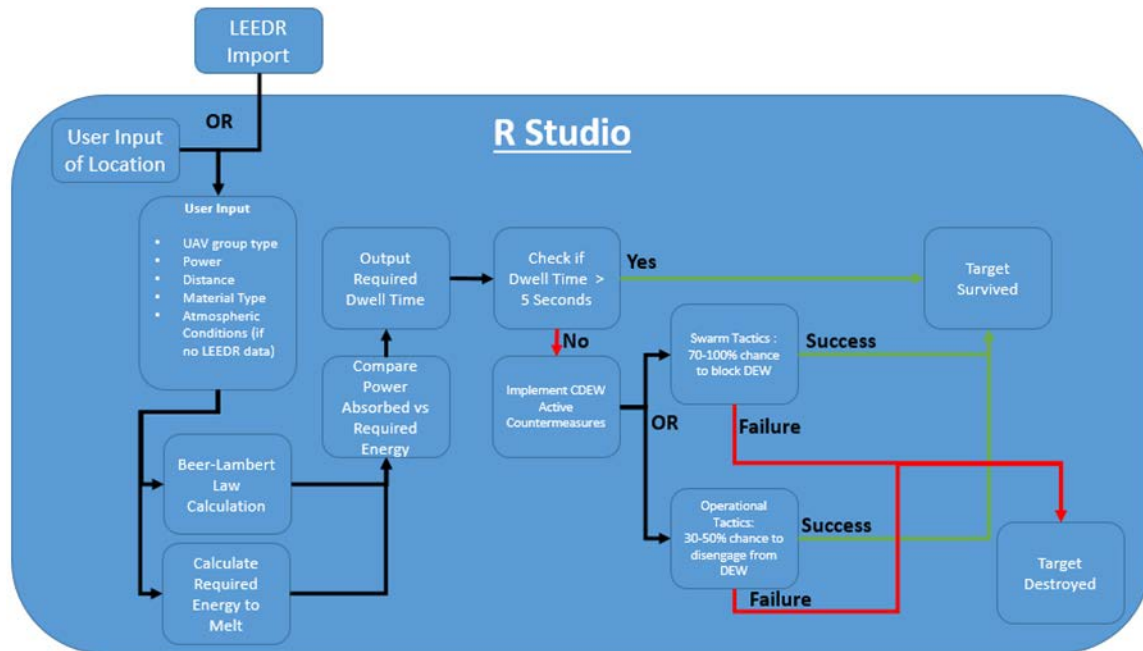 LEEDR
Import
OR
R Studio
User Input
of Location
User Input
• UAV group type
• Power
• Distance
• Material Type
• Atmospheric
Conditions (if
no LEEDR data)
Beer-Lambert
Law
Calculation
Calculate
Required
Energy to
Melt
Compare
Power
Absorbed vs
Required
Energy
Output
Required
Dwell Time
Check if
Dwell Time >
5 Seconds
Yes
No
Implement CDEW
Active
Countermeasures
OR
Swarm Tactics :
70-100% chance
to block DEW
Success
Failure
Operational
Tactics:
30-50% chance to
disengage from
DEW
Success
Failure
Target
Survived
Target
Destroyed